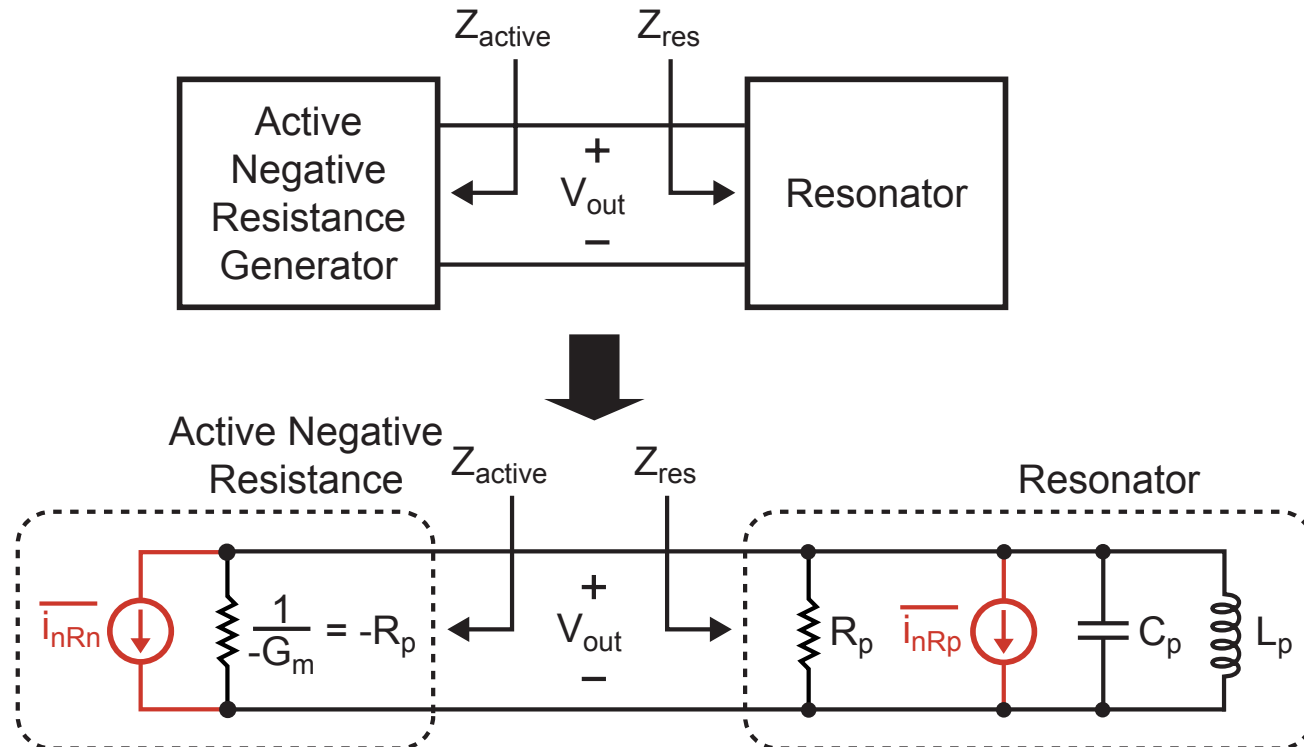 Z_active
Z_res
Active
Negative
Resistance
Generator
+
V_out
−
Resonator
Active Negative
Resistance
Z_active
Z_res
Resonator
i_nRn
1/-G_m = -R_p
+
V_out
−
R_p
i_nRp
C_p
L_p